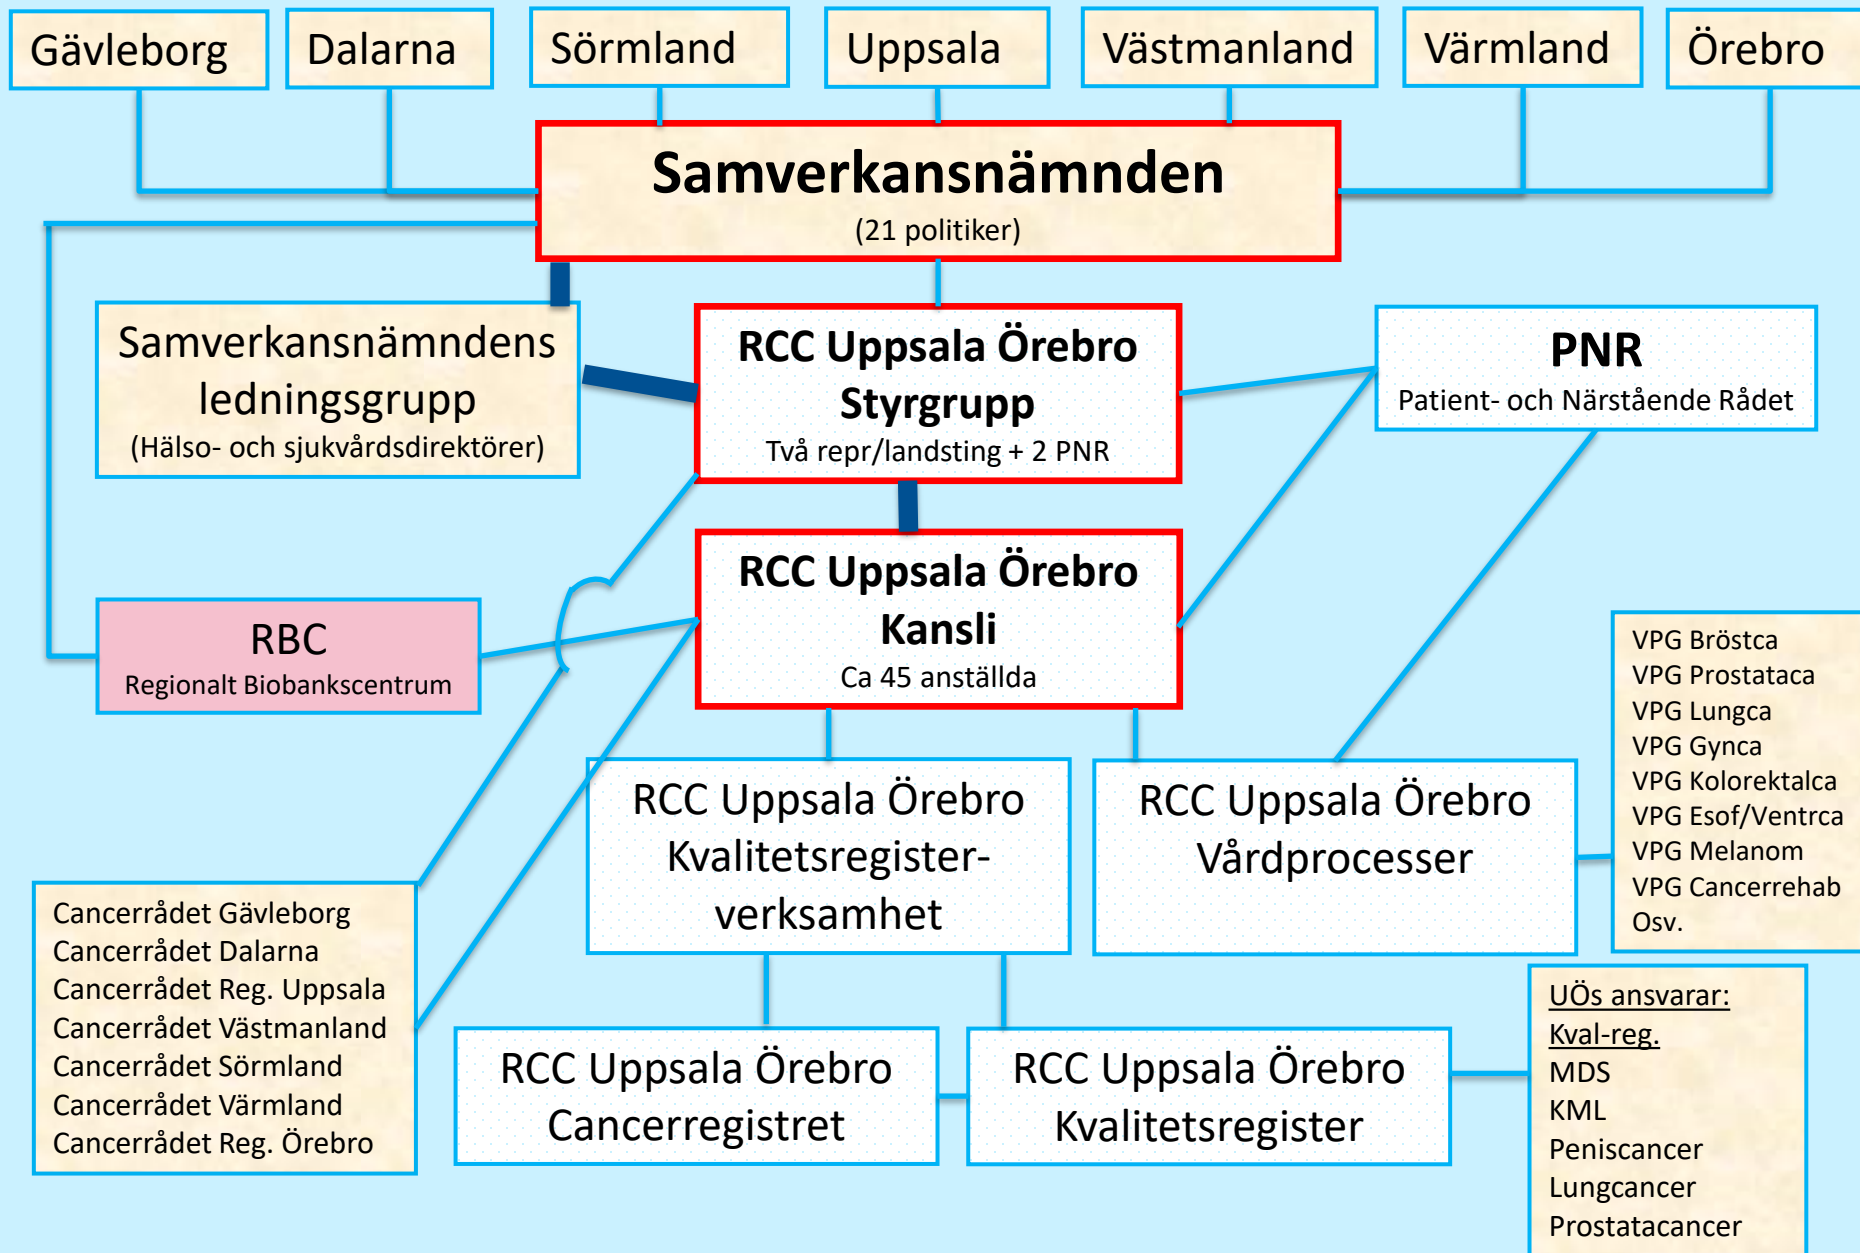 Gävleborg
Dalarna
Sörmland
Uppsala
Västmanland
Värmland
Örebro
Samverkansnämnden
(21 politiker)
Samverkansnämndens
ledningsgrupp
(Hälso- och sjukvårdsdirektörer)
RCC Uppsala Örebro
Styrgrupp
Två repr/landsting + 2 PNR
PNR
Patient- och Närstående Rådet
RCC Uppsala Örebro
Kansli
Ca 45 anställda
RBC
Regionalt Biobankscentrum
VPG Bröstca
VPG Prostataca
VPG Lungca
VPG Gynca
VPG Kolorektalca
VPG Esof/Ventrca
VPG Melanom
VPG Cancerrehab
Osv.
RCC Uppsala Örebro
Kvalitetsregister-
verksamhet
RCC Uppsala Örebro
Vårdprocesser
Cancerrådet Gävleborg
Cancerrådet Dalarna
Cancerrådet Reg. Uppsala
Cancerrådet Västmanland
Cancerrådet Sörmland
Cancerrådet Värmland
Cancerrådet Reg. Örebro
RCC Uppsala Örebro
Cancerregistret
RCC Uppsala Örebro
Kvalitetsregister
UÖs ansvarar:
Kval-reg.
MDS
KML
Peniscancer
Lungcancer
Prostatacancer